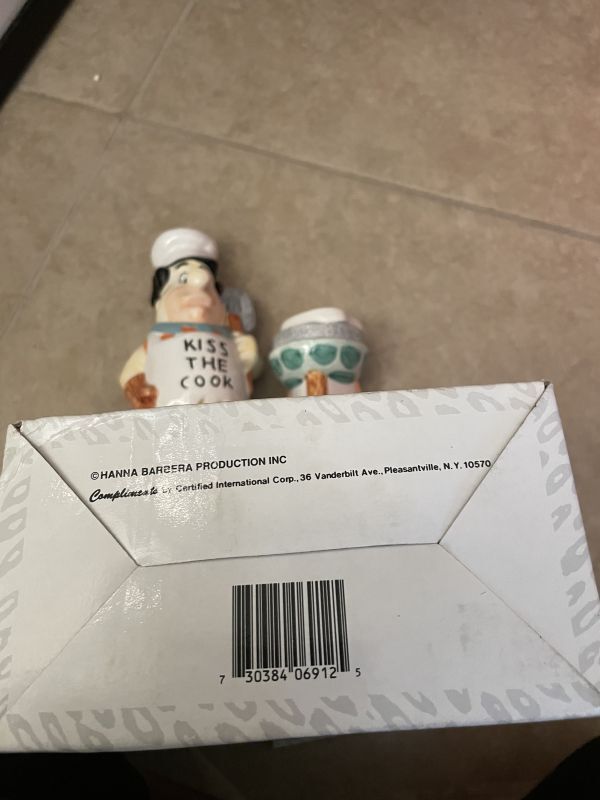 KISS
THE
COOK
© HANNA BARBERA PRODUCTION INC
Compliments by Certified International Corp., 36 Vanderbilt Ave., Pleasantville, N.Y. 10570
7 30384 06912 5